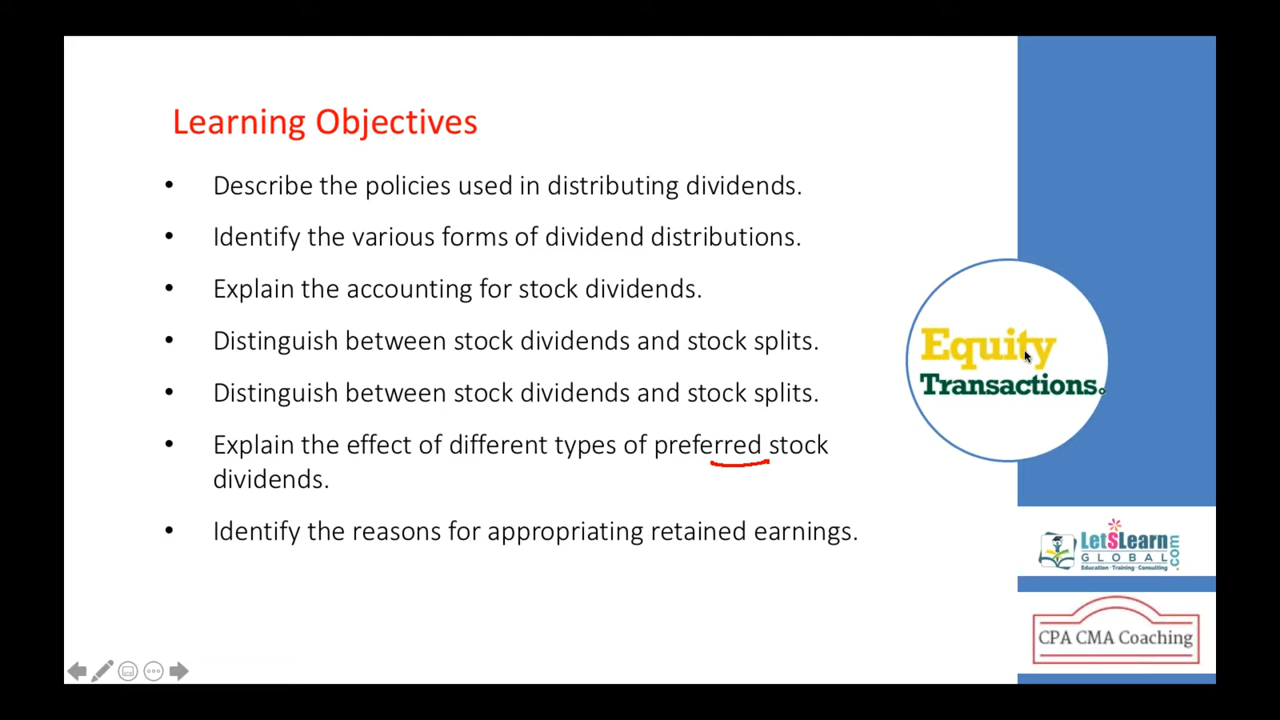 Learning Objectives
• Describe the policies used in distributing dividends.
• Identify the various forms of dividend distributions.
• Explain the accounting for stock dividends.
• Distinguish between stock dividends and stock splits.
• Distinguish between stock dividends and stock splits.
• Explain the effect of different types of preferred stock
dividends.
• Identify the reasons for appropriating retained earnings.
Equity
Transactions.
LetSLearn
GLOBAL.com
Education · Training · Consulting
CPA CMA Coaching